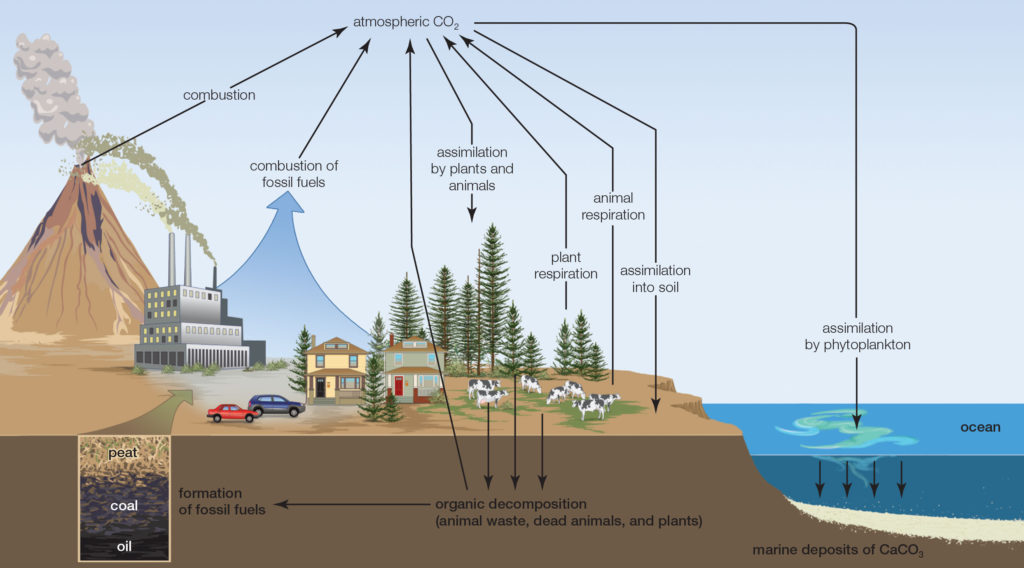 atmospheric CO₂
combustion
combustion of
fossil fuels
assimilation
by plants and
animals
animal
respiration
plant
respiration
assimilation
into soil
assimilation
by phytoplankton
ocean
peat
coal
oil
formation
of fossil fuels
organic decomposition
(animal waste, dead animals, and plants)
marine deposits of CaCO₃